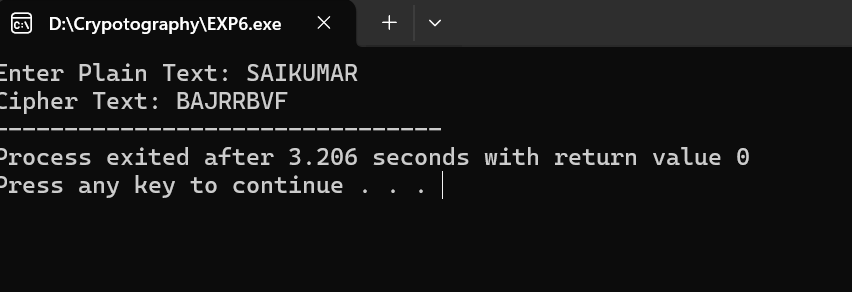 D:\Crypotography\EXP6.exe
Enter Plain Text: SAIKUMAR
Cipher Text: BAJRRBVF
--------------------------------
Process exited after 3.206 seconds with return value 0
Press any key to continue . . .